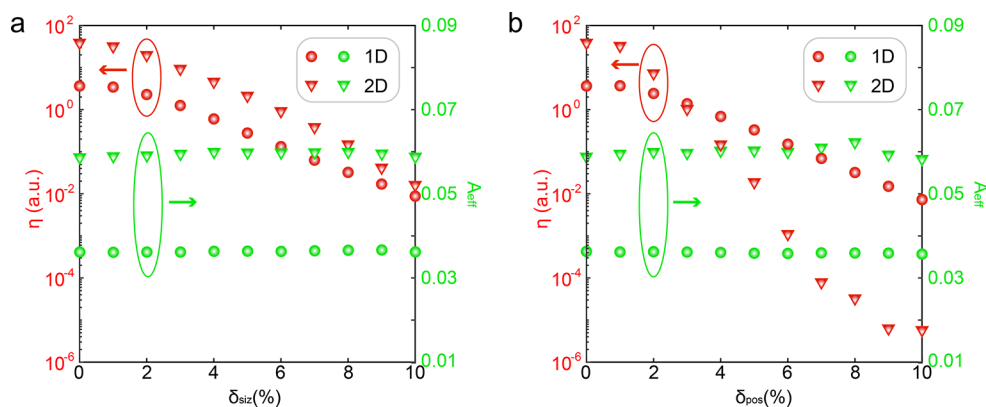 a
10²
10⁰
10⁻²
10⁻⁴
10⁻⁶
η (a.u.)
0 2 4 6 8 10
δsiz(%)
0.09
0.07
0.05
0.03
0.01
Aeff
1D
2D
b
10²
10⁰
10⁻²
10⁻⁴
10⁻⁶
η (a.u.)
0 2 4 6 8 10
δpos(%)
0.09
0.07
0.05
0.03
0.01
Aeff
1D
2D